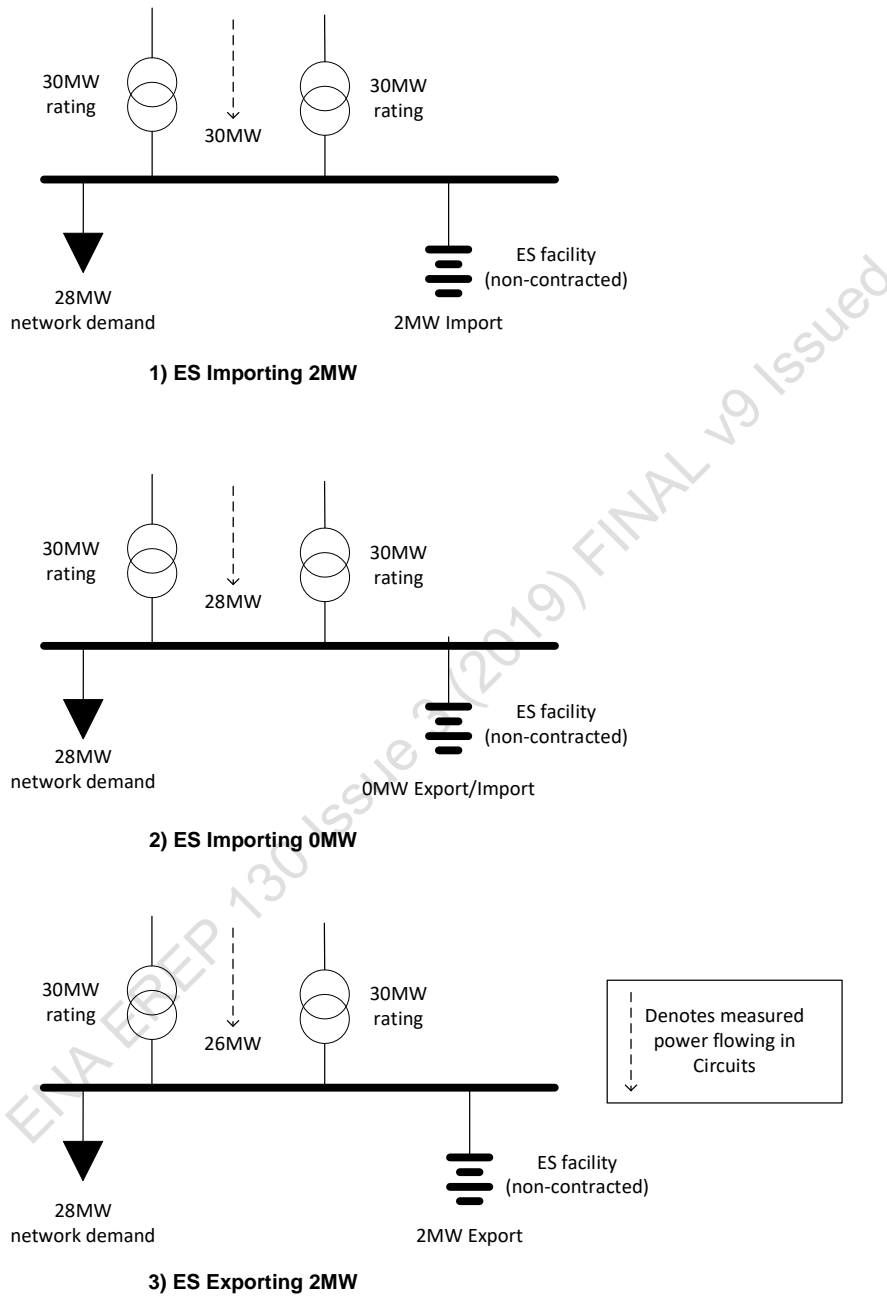 30MW
rating
30MW
rating
30MW
28MW
network demand
ES facility
(non-contracted)
2MW Import
1) ES Importing 2MW
30MW
rating
30MW
rating
28MW
28MW
network demand
ES facility
(non-contracted)
0MW Export/Import
2) ES Importing 0MW
30MW
rating
30MW
rating
26MW
Denotes measured
power flowing in
Circuits
28MW
network demand
ES facility
(non-contracted)
2MW Export
3) ES Exporting 2MW
ENA EREP 130 Issue 3 (2019) FINAL v9 Issued